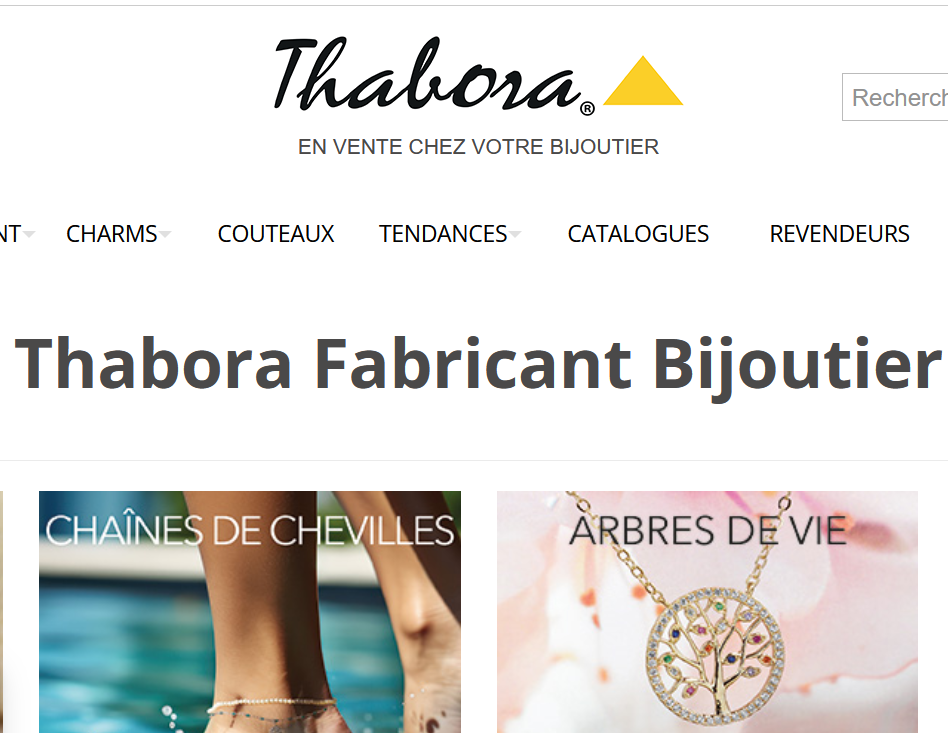 Thabora®
Recherch
EN VENTE CHEZ VOTRE BIJOUTIER
NT CHARMS COUTEAUX TENDANCES CATALOGUES REVENDEURS
Thabora Fabricant Bijoutier
CHAÎNES DE CHEVILLES ARBRES DE VIE